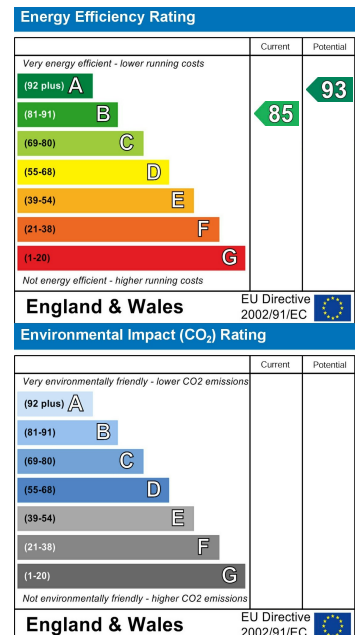 Energy Efficiency Rating
Current Potential
Very energy efficient - lower running costs
(92 plus) A
93
(81-91) B
85
(69-80) C
(55-68) D
(39-54) E
(21-38) F
(1-20) G
Not energy efficient - higher running costs
England & Wales
EU Directive
2002/91/EC
Environmental Impact (CO₂) Rating
Current Potential
Very environmentally friendly - lower CO2 emissions
(92 plus) A
(81-91) B
(69-80) C
(55-68) D
(39-54) E
(21-38) F
(1-20) G
Not environmentally friendly - higher CO2 emissions
England & Wales
EU Directive
2002/91/EC